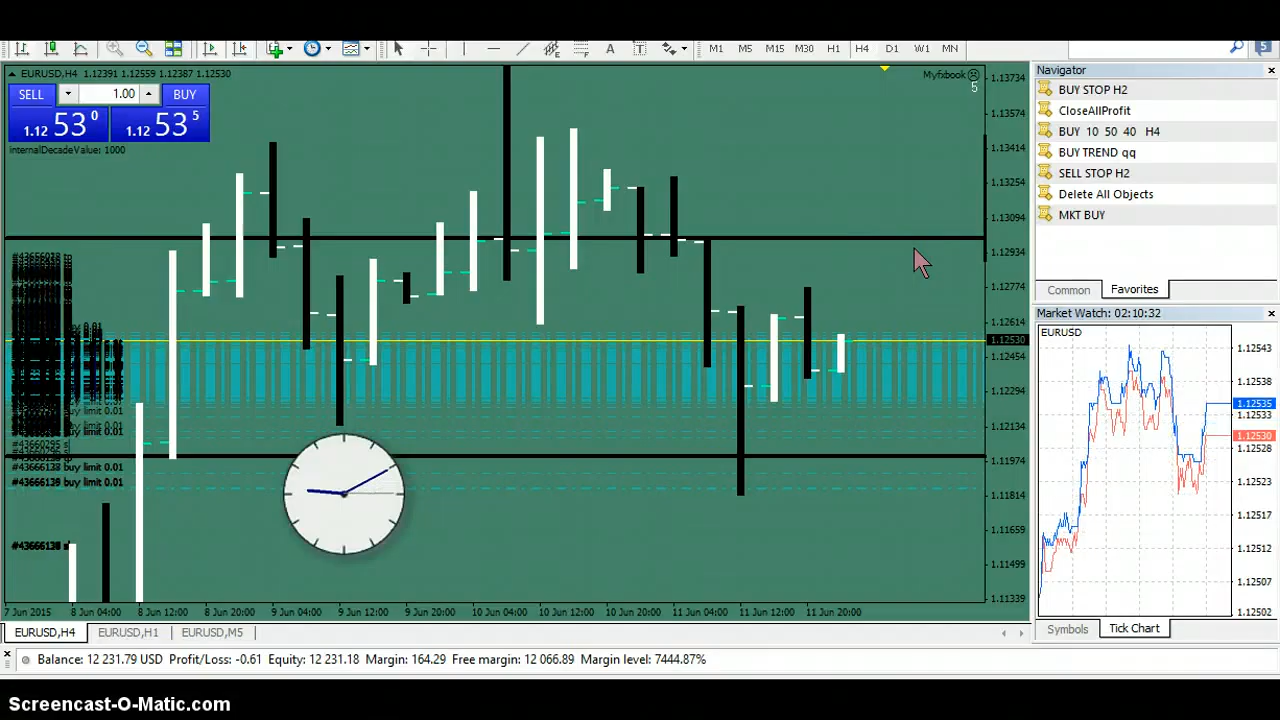 M1 M5 M15 M30 H1 H4 D1 W1 MN
5
EURUSD,H4 1.12391 1.12559 1.12387 1.12530
SELL 1.00 BUY
1.12 53 0 1.12 53 5
internalDecadeValue: 1000
Myfxbook
5
1.13734
1.13574
1.13414
1.13254
1.13094
1.12934
1.12774
1.12614
1.12530
1.12454
1.12294
1.12134
1.11974
1.11814
1.11659
1.11499
1.11339
buy limit 0.01
buy limit 0.01
#43666138 buy limit 0.01
#43666139 buy limit 0.01
7 Jun 2015 8 Jun 04:00 8 Jun 12:00 8 Jun 20:00 9 Jun 04:00 9 Jun 12:00 9 Jun 20:00 10 Jun 04:00 10 Jun 12:00 10 Jun 20:00 11 Jun 04:00 11 Jun 12:00 11 Jun 20:00
EURUSD,H4 EURUSD,H1 EURUSD,M5
Navigator
BUY STOP H2
CloseAllProfit
BUY 10 50 40 H4
BUY TREND qq
SELL STOP H2
Delete All Objects
MKT BUY
Common Favorites
Market Watch: 02:10:32
EURUSD
1.12543
1.12538
1.12535
1.12533
1.12530
1.12528
1.12523
1.12517
1.12512
1.12507
1.12502
Symbols Tick Chart
Balance: 12 231.79 USD Profit/Loss: -0.61 Equity: 12 231.18 Margin: 164.29 Free margin: 12 066.89 Margin level: 7444.87%
Screencast-O-Matic.com